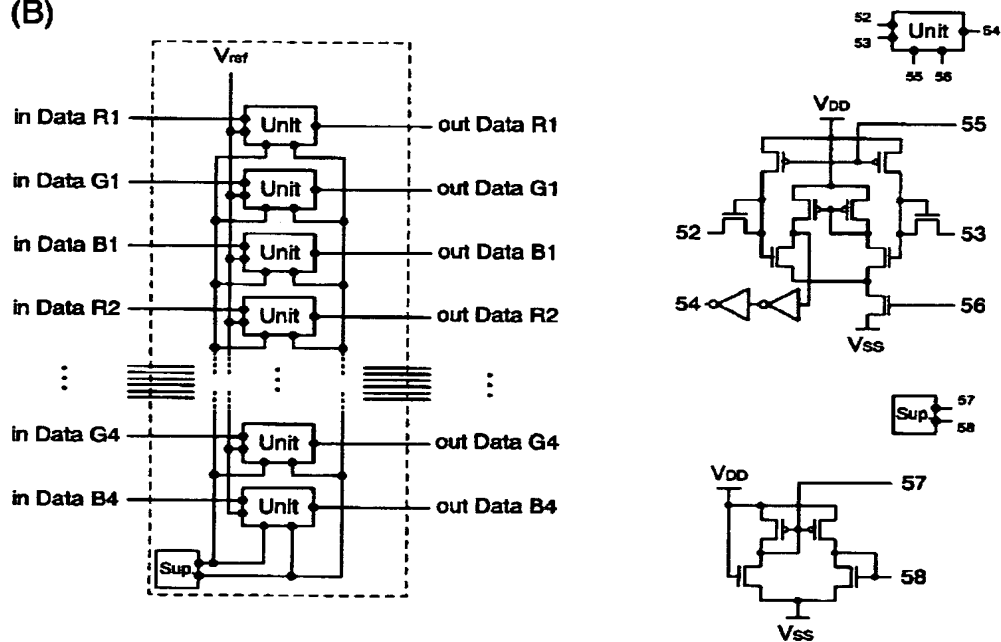 (B)
Vref
in Data R1 Unit out Data R1
in Data G1 Unit out Data G1
in Data B1 Unit out Data B1
in Data R2 Unit out Data R2
in Data G4 Unit out Data G4
in Data B4 Unit out Data B4
Sup
52
53
Unit
54
55 56
VDD
55
52
53
54
56
VSS
Sup
57
58
VDD
57
58
VSS